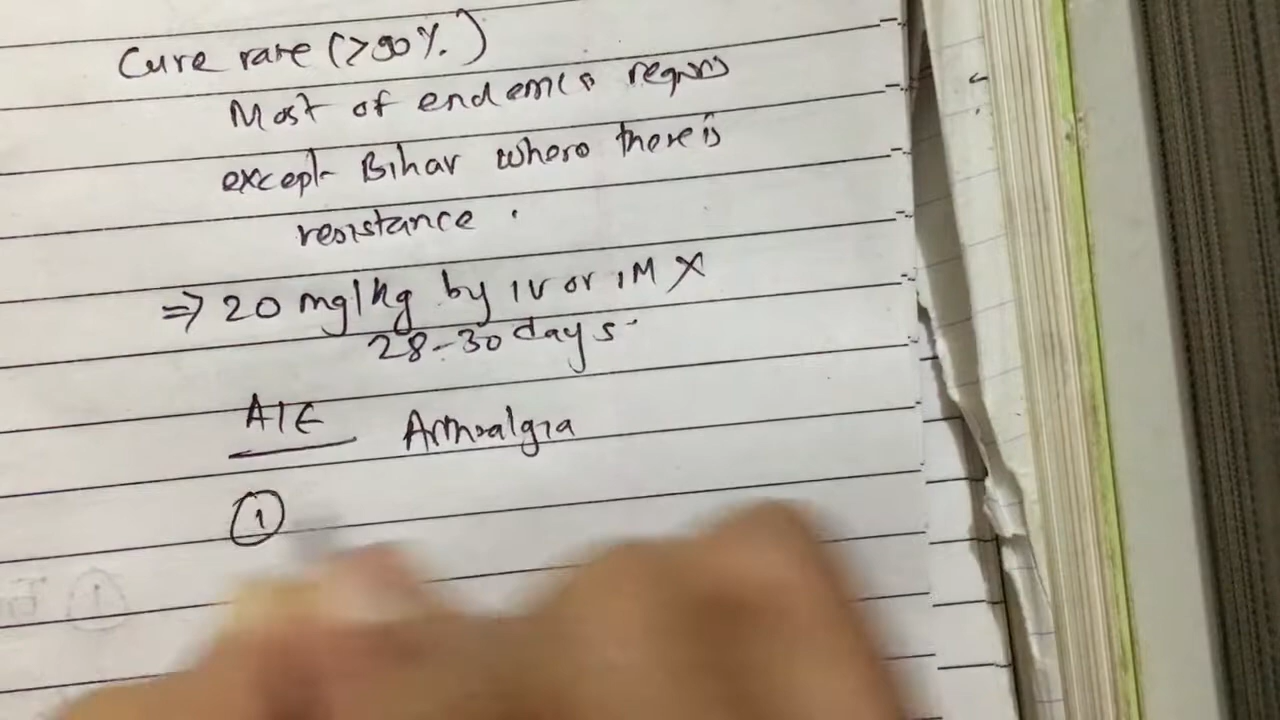 Cure rate (>90%.)
Most of endemics regions
except Bihar where there is
resistance.
⇒ 20 mg/kg by IV or IM X
28-30 days.
A/E Arthralgia
①